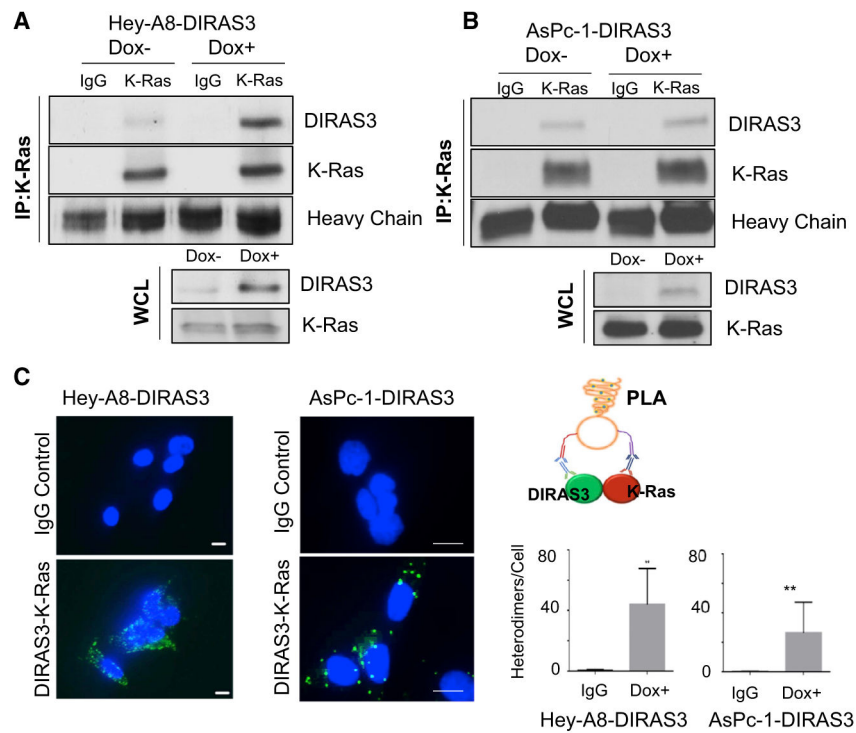 A
Hey-A8-DIRAS3
Dox- Dox+
IgG K-Ras IgG K-Ras
IP:K-Ras
DIRAS3
K-Ras
Heavy Chain
Dox- Dox+
WCL
DIRAS3
K-Ras
B
AsPc-1-DIRAS3
Dox- Dox+
IgG K-Ras IgG K-Ras
IP:K-Ras
DIRAS3
K-Ras
Heavy Chain
Dox- Dox+
WCL
DIRAS3
K-Ras
C
Hey-A8-DIRAS3 AsPc-1-DIRAS3
IgG Control IgG Control
DIRAS3-K-Ras DIRAS3-K-Ras
PLA
DIRAS3 K-Ras
Heterodimers/Cell
80
40
0
IgG Dox+
Hey-A8-DIRAS3
80
40
0
**
IgG Dox+
AsPc-1-DIRAS3